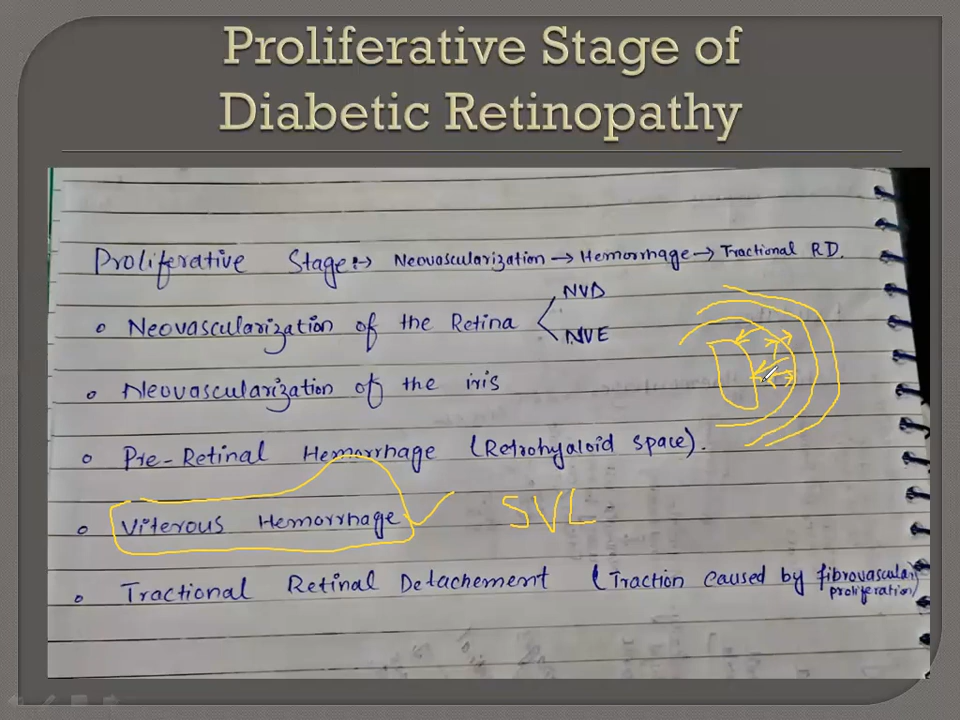 Proliferative Stage of
Diabetic Retinopathy
Proliferative Stage:→ Neovascularization → Hemorrhage → Tractional RD.
• Neovascularization of the Retina < NVD
NVE
• Neovascularization of the iris
• Pre-Retinal Hemorrhage (Retrohyaloid space).
• Viterous Hemorrhage ✓ SVL
• Tractional Retinal Detachement (Traction caused by fibrovascular
proliferation)